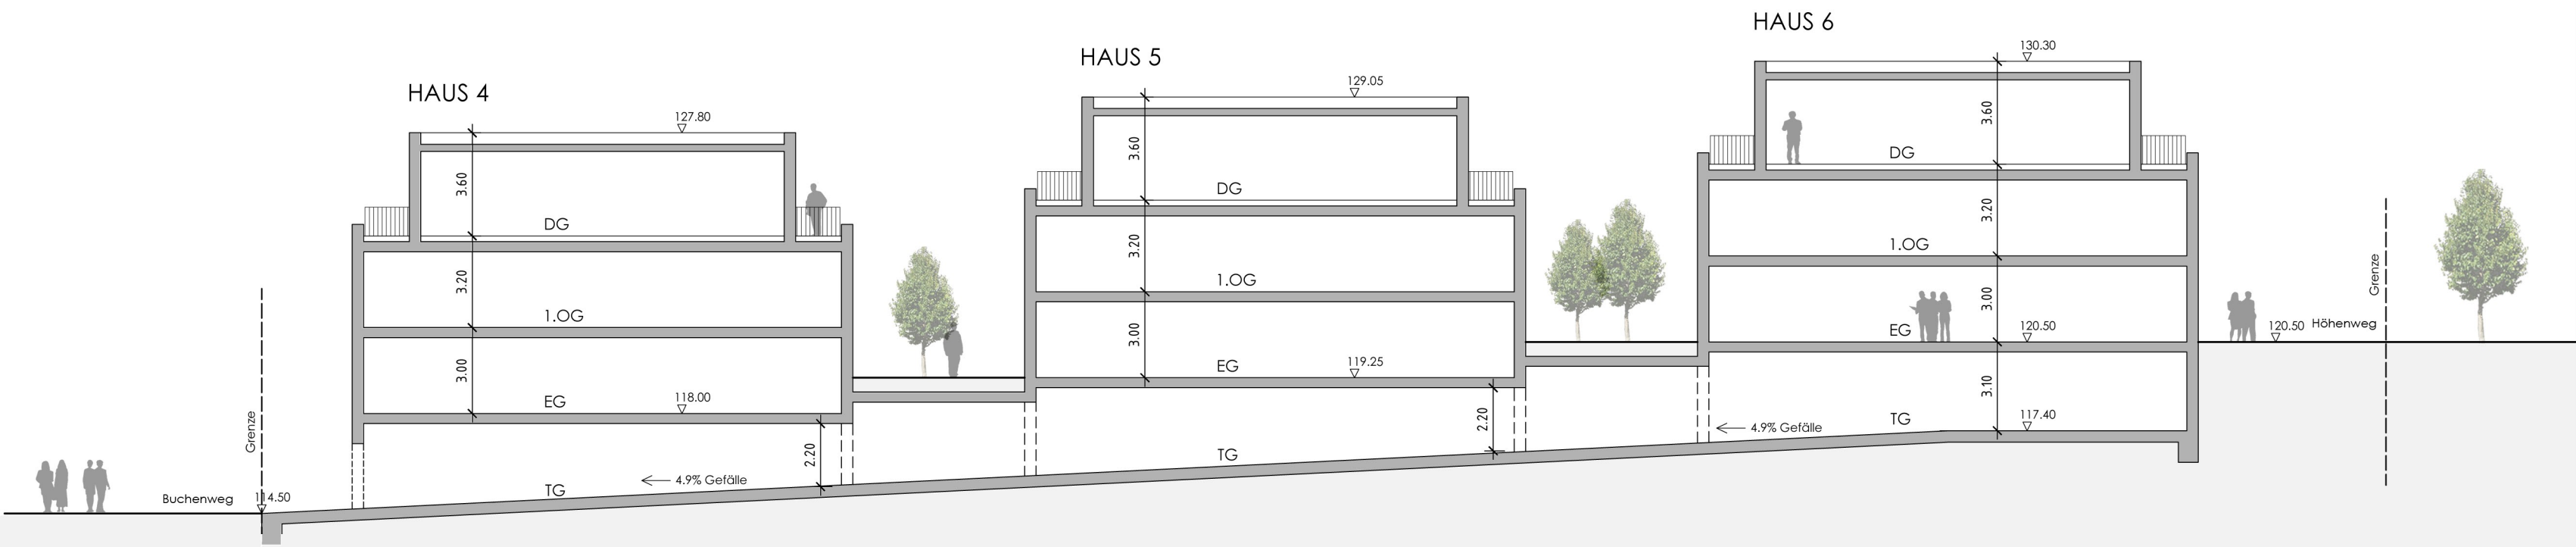 HAUS 4
127.80
3.60
DG
3.20
1.OG
3.00
EG
118.00
2.20
TG
4.9% Gefälle
Grenze
Buchenweg
114.50
HAUS 5
129.05
3.60
DG
3.20
1.OG
3.00
EG
119.25
2.20
TG
HAUS 6
130.30
3.60
DG
3.20
1.OG
3.00
EG
120.50
3.10
TG
117.40
4.9% Gefälle
120.50 Höhenweg
Grenze